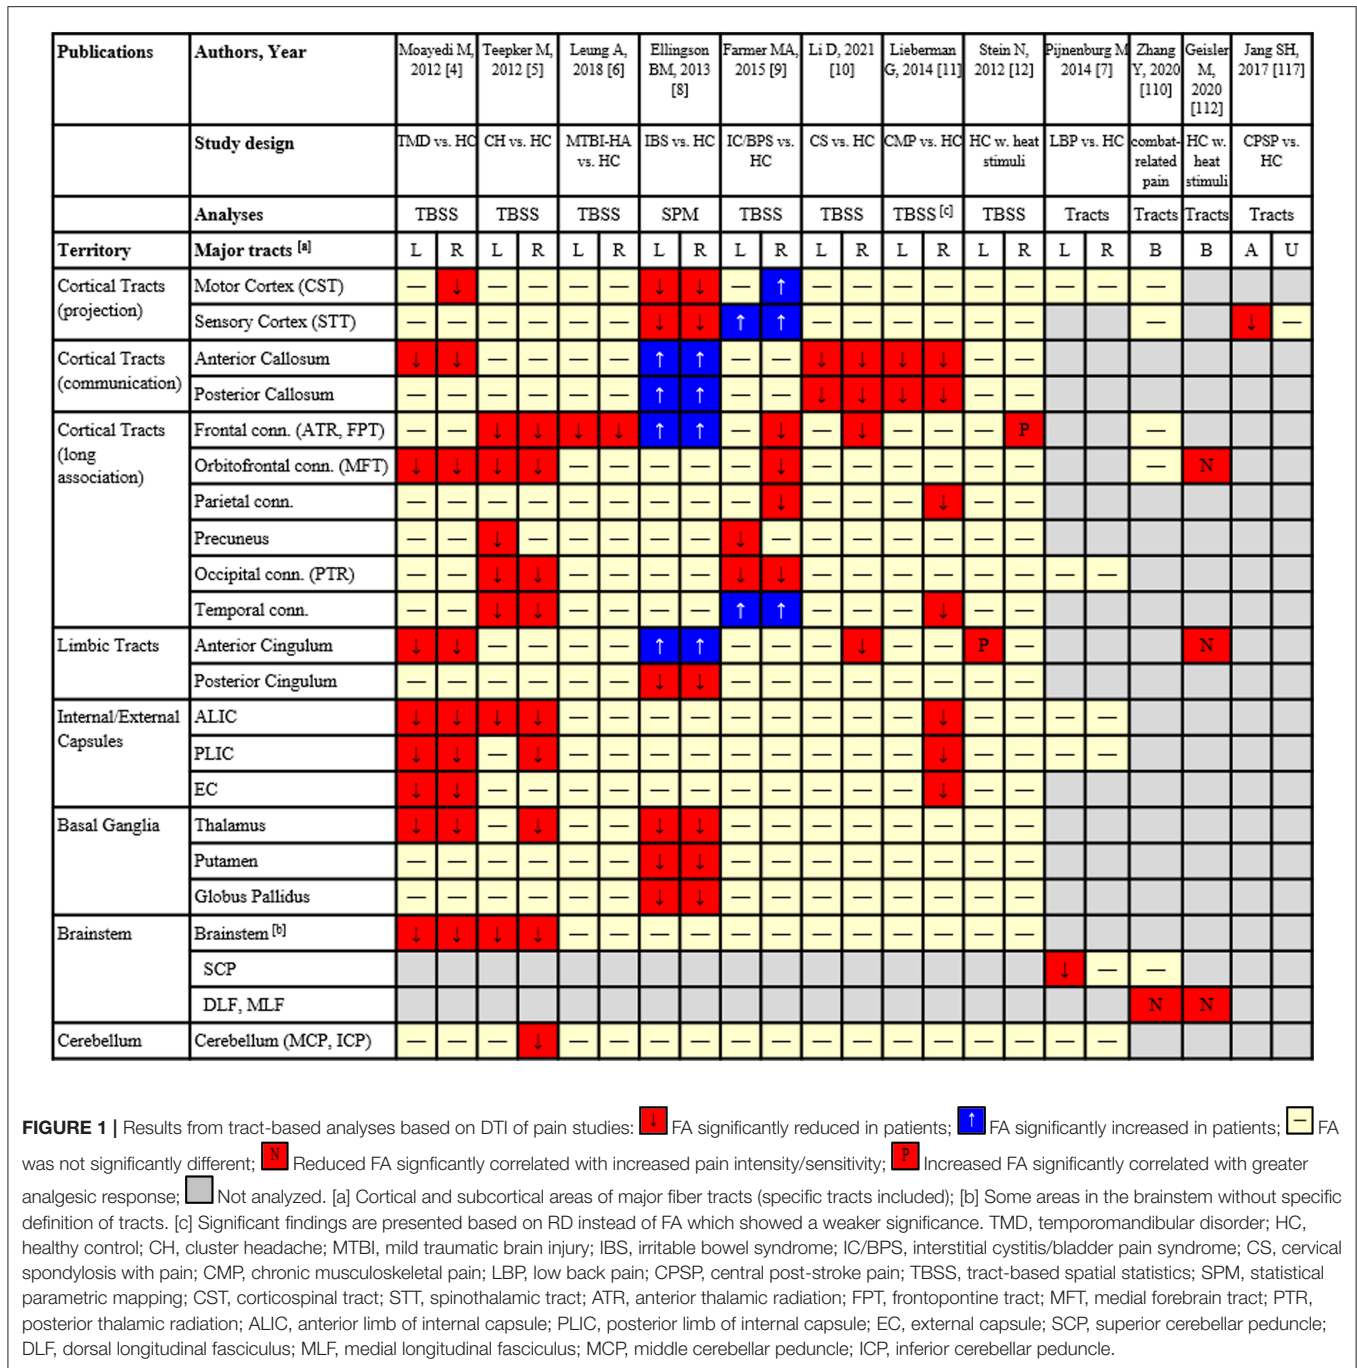 Publications Authors, Year Moayedi M, 2012 [4] Teepker M, 2012 [5] Leung A, 2018 [6] Ellingson BM, 2013 [8] Farmer MA, 2015 [9] Li D, 2021 [10] Lieberman G, 2014 [11] Stein N, 2012 [12] Pijnenburg M 2014 [7] Zhang Y, 2020 [110] Geisler M, 2020 [112] Jang SH, 2017 [117]
Study design TMD vs. HC CH vs. HC MTBI-HA vs. HC IBS vs. HC IC/BPS vs. HC CS vs. HC CMP vs. HC HC w. heat stimuli LBP vs. HC combat-related pain HC w. heat stimuli CPSP vs. HC
Analyses TBSS TBSS TBSS SPM TBSS TBSS TBSS [c] TBSS Tracts Tracts Tracts Tracts
Territory Major tracts [a] L R L R L R L R L R L R L R L R L R B B A U
Cortical Tracts (projection) Motor Cortex (CST) — ↓ — — — — ↓ ↓ — ↑ — — — — — — — — —
Sensory Cortex (STT) — — — — — — ↓ ↓ ↑ ↑ — — — — — — — ↓ —
Cortical Tracts (communication) Anterior Callosum ↓ ↓ — — — — ↑ ↑ — — ↓ ↓ ↓ ↓ — —
Posterior Callosum — — — — — — ↑ ↑ — — ↓ ↓ ↓ ↓ — —
Cortical Tracts (long association) Frontal conn. (ATR, FPT) — — ↓ ↓ ↓ ↓ ↑ ↑ — ↓ — ↓ — — — P —
Orbitofrontal conn. (MFT) ↓ ↓ ↓ ↓ — — — — — ↓ — — — — — — — N
Parietal conn. — — — — — — — — — ↓ — — — ↓ — —
Precuneus — — ↓ — — — — — ↓ — — — — — — —
Occipital conn. (PTR) — — ↓ ↓ — — — — ↓ ↓ — — — — — — — —
Temporal conn. — — ↓ ↓ — — — — ↑ ↑ — — — ↓ — —
Limbic Tracts Anterior Cingulum ↓ ↓ — — — — ↑ ↑ — — — ↓ — — P — N
Posterior Cingulum — — — — — — ↓ ↓ — — — — — — — —
Internal/External Capsules ALIC ↓ ↓ ↓ ↓ — — — — — — — — — ↓ — — — —
PLIC ↓ ↓ — ↓ — — — — — — — — — ↓ — — — —
EC ↓ ↓ — — — — — — — — — — — ↓ — —
Basal Ganglia Thalamus ↓ ↓ — ↓ — — ↓ ↓ — — — — — — — —
Putamen — — — — — — ↓ ↓ — — — — — — — —
Globus Pallidus — — — — — — ↓ ↓ — — — — — — — —
Brainstem Brainstem [b] ↓ ↓ ↓ ↓ — — — — — — — — — — — —
SCP ↓ — —
DLF, MLF N N
Cerebellum Cerebellum (MCP, ICP) — — — ↓ — — — — — — — — — — — — — —
FIGURE 1 | Results from tract-based analyses based on DTI of pain studies: ↓ FA significantly reduced in patients; ↑ FA significantly increased in patients; — FA
was not significantly different; N Reduced FA signficantly correlated with increased pain intensity/sensitivity; P Increased FA significantly correlated with greater
analgesic response; Not analyzed. [a] Cortical and subcortical areas of major fiber tracts (specific tracts included); [b] Some areas in the brainstem without specific
definition of tracts. [c] Significant findings are presented based on RD instead of FA which showed a weaker significance. TMD, temporomandibular disorder; HC,
healthy control; CH, cluster headache; MTBI, mild traumatic brain injury; IBS, irritable bowel syndrome; IC/BPS, interstitial cystitis/bladder pain syndrome; CS, cervical
spondylosis with pain; CMP, chronic musculoskeletal pain; LBP, low back pain; CPSP, central post-stroke pain; TBSS, tract-based spatial statistics; SPM, statistical
parametric mapping; CST, corticospinal tract; STT, spinothalamic tract; ATR, anterior thalamic radiation; FPT, frontopontine tract; MFT, medial forebrain tract; PTR,
posterior thalamic radiation; ALIC, anterior limb of internal capsule; PLIC, posterior limb of internal capsule; EC, external capsule; SCP, superior cerebellar peduncle;
DLF, dorsal longitudinal fasciculus; MLF, medial longitudinal fasciculus; MCP, middle cerebellar peduncle; ICP, inferior cerebellar peduncle.